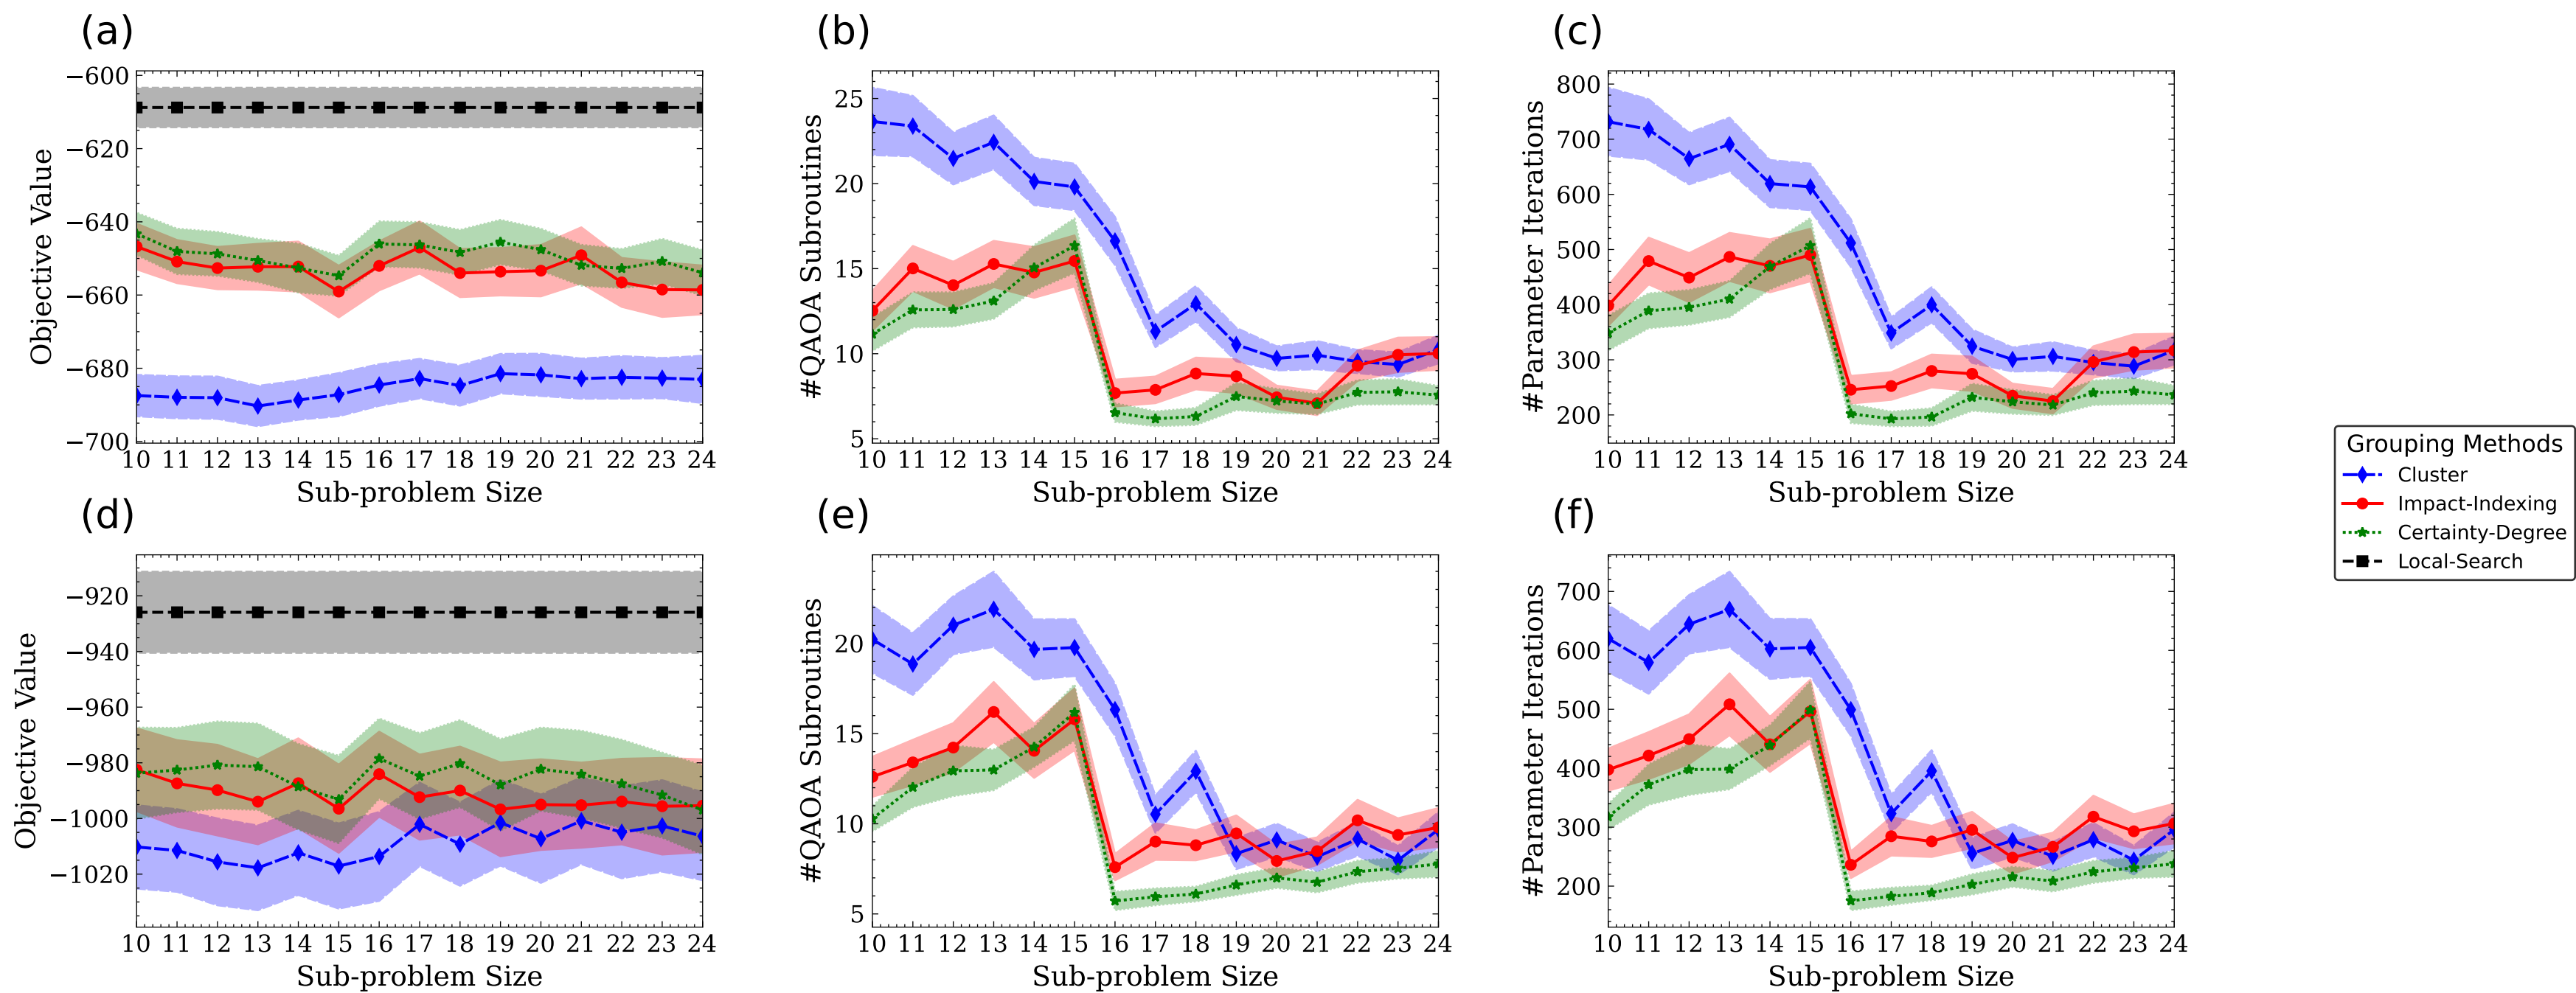 (a)
−600
−620
−640
−660
−680
−700
Objective Value
10 11 12 13 14 15 16 17 18 19 20 21 22 23 24
Sub-problem Size
(b)
25
20
15
10
5
#QAOA Subroutines
10 11 12 13 14 15 16 17 18 19 20 21 22 23 24
Sub-problem Size
(c)
800
700
600
500
400
300
200
#Parameter Iterations
10 11 12 13 14 15 16 17 18 19 20 21 22 23 24
Sub-problem Size
Grouping Methods
Cluster
Impact-Indexing
Certainty-Degree
Local-Search
(d)
−920
−940
−960
−980
−1000
−1020
Objective Value
10 11 12 13 14 15 16 17 18 19 20 21 22 23 24
Sub-problem Size
(e)
20
15
10
5
#QAOA Subroutines
10 11 12 13 14 15 16 17 18 19 20 21 22 23 24
Sub-problem Size
(f)
700
600
500
400
300
200
#Parameter Iterations
10 11 12 13 14 15 16 17 18 19 20 21 22 23 24
Sub-problem Size